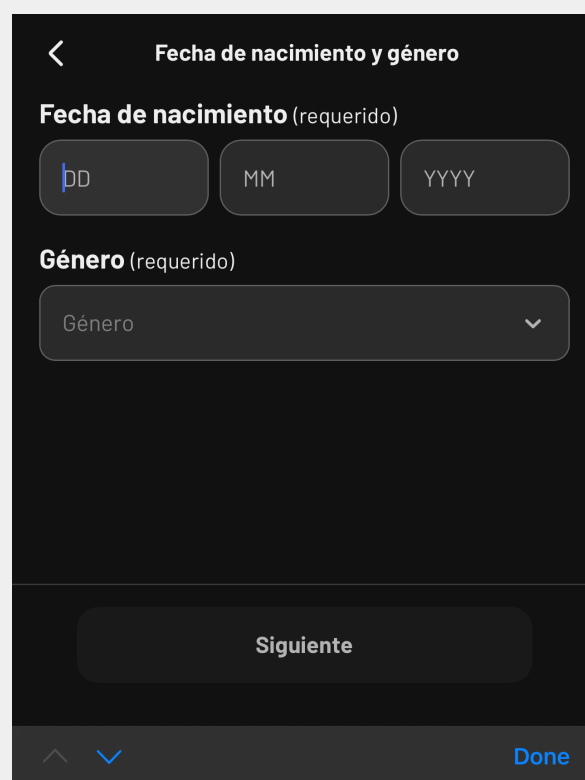 Fecha de nacimiento y género
Fecha de nacimiento (requerido)
DD MM YYYY
Género (requerido)
Género
Siguiente
Done